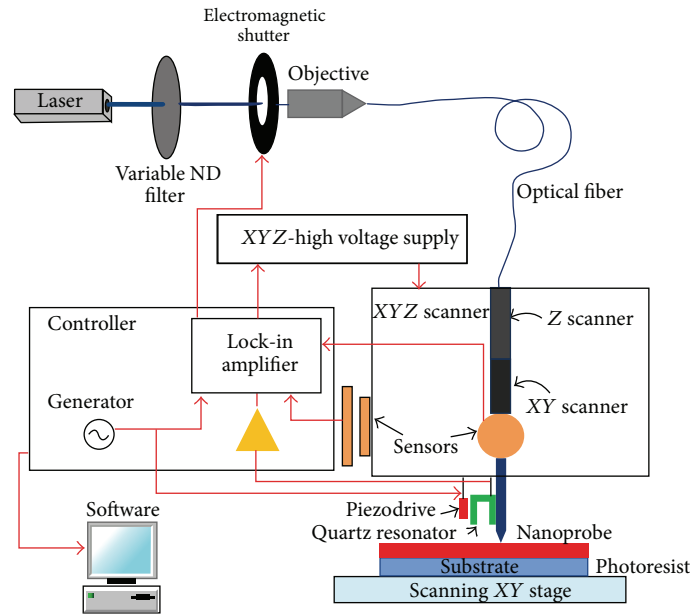 Electromagnetic
shutter
Laser
Objective
Variable ND
filter
Optical fiber
XYZ-high voltage supply
Controller
XYZ scanner
Z scanner
Lock-in
amplifier
Generator
XY scanner
Sensors
Software
Piezodrive
Quartz resonator
Nanoprobe
Substrate
Photoresist
Scanning XY stage